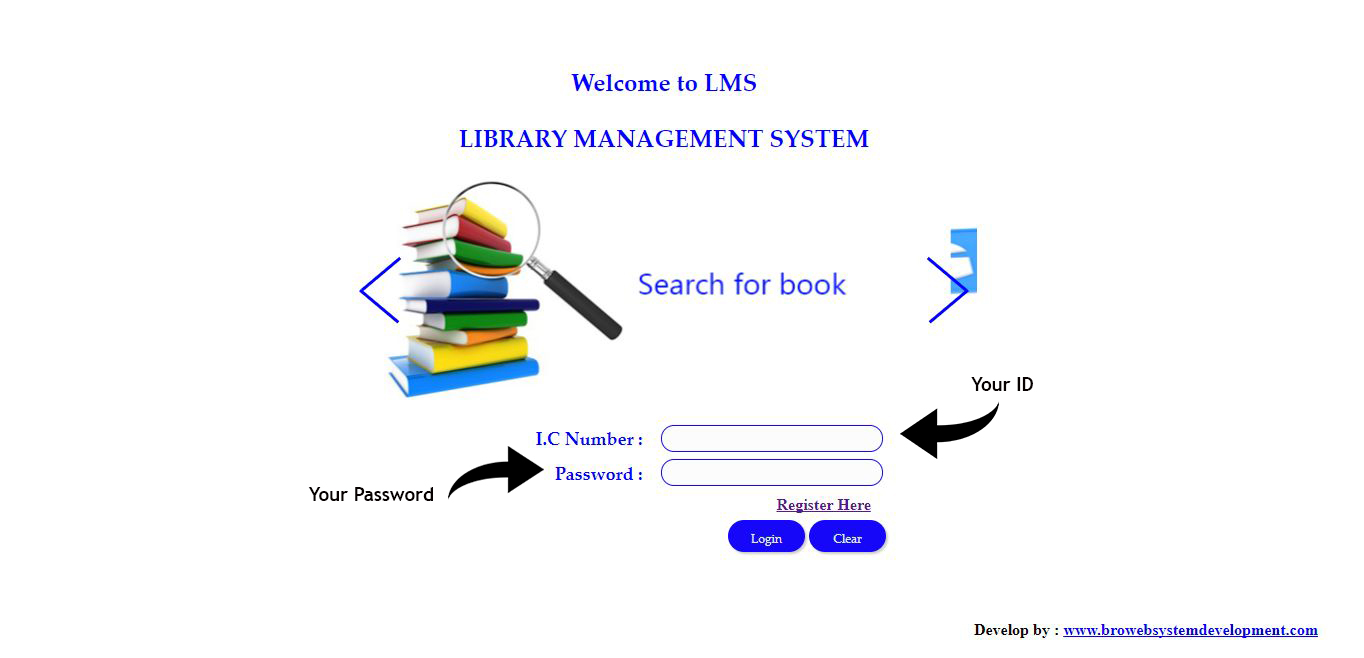 Welcome to LMS
LIBRARY MANAGEMENT SYSTEM
Search for book
Your ID
I.C Number :
Password :
Your Password
Register Here
Login Clear
Develop by : www.browebsystemdevelopment.com